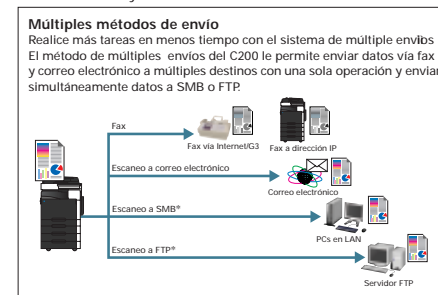 Múltiples métodos de envío
Realice más tareas en menos tiempo con el sistema de múltiple envíos
El método de múltiples envíos del C200 le permite enviar datos vía fax
y correo electrónico a múltiples destinos con una sola operación y enviar
simultáneamente datos a SMB o FTP.
Fax
Fax vía Internet/G3
Fax a dirección IP
Escaneo a correo electrónico
Correo electrónico
Escaneo a SMB*
PCs en LAN
Escaneo a FTP*
Servidor FTP